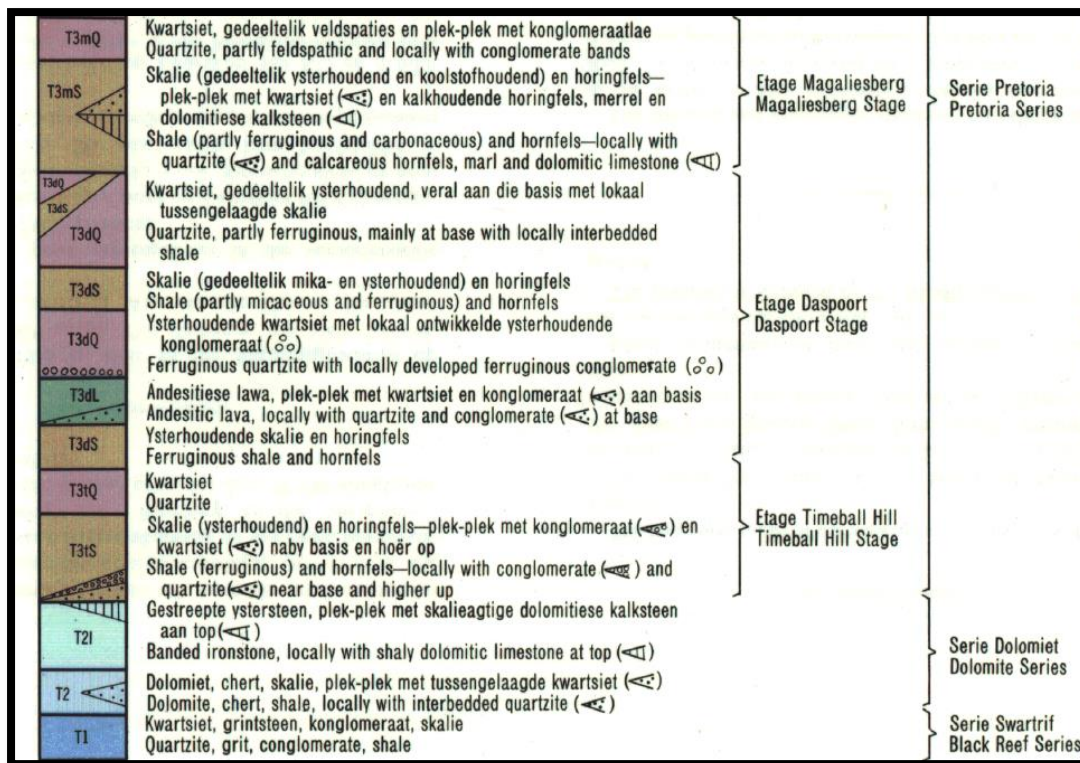 T3mQ
Kwartsiet, gedeeltelik veldspaties en plek-plek met konglomeraatlae
Quartzite, partly feldspathic and locally with conglomerate bands
T3mS
Skalie (gedeeltelik ysterhoudend en koolstofhoudend) en horingfels—
plek-plek met kwartsiet ( ) en kalkhoudende horingfels, merrel en
dolomitiese kalksteen ( )
Shale (partly ferruginous and carbonaceous) and hornfels—locally with
quartzite ( ) and calcareous hornfels, marl and dolomitic limestone ( )
Etage Magaliesberg
Magaliesberg Stage
Serie Pretoria
Pretoria Series
T3dQ
T3dS
T3dQ
Kwartsiet, gedeeltelik ysterhoudend, veral aan die basis met lokaal
tussengelaagde skalie
Quartzite, partly ferruginous, mainly at base with locally interbedded
shale
T3dS
Skalie (gedeeltelik mika- en ysterhoudend) en horingfels
Shale (partly micaceous and ferruginous) and hornfels
Etage Daspoort
Daspoort Stage
T3dQ
Ysterhoudende kwartsiet met lokaal ontwikkelde ysterhoudende
konglomeraat ( )
Ferruginous quartzite with locally developed ferruginous conglomerate ( )
T3dL
Andesitiese lawa, plek-plek met kwartsiet en konglomeraat ( ) aan basis
Andesitic lava, locally with quartzite and conglomerate ( ) at base
T3dS
Ysterhoudende skalie en horingfels
Ferruginous shale and hornfels
T3tQ
Kwartsiet
Quartzite
T3tS
Skalie (ysterhoudend) en horingfels—plek-plek met konglomeraat ( ) en
kwartsiet ( ) naby basis en hoër op
Shale (ferruginous) and hornfels—locally with conglomerate ( ) and
quartzite ( ) near base and higher up
Etage Timeball Hill
Timeball Hill Stage
T2I
Gestreepte ystersteen, plek-plek met skalieagtige dolomitiese kalksteen
aan top ( )
Banded ironstone, locally with shaly dolomitic limestone at top ( )
T2
Dolomiet, chert, skalie, plek-plek met tussengelaagde kwartsiet ( )
Dolomite, chert, shale, locally with interbedded quartzite ( )
Serie Dolomiet
Dolomite Series
T1
Kwartsiet, grintsteen, konglomeraat, skalie
Quartzite, grit, conglomerate, shale
Serie Swartrif
Black Reef Series